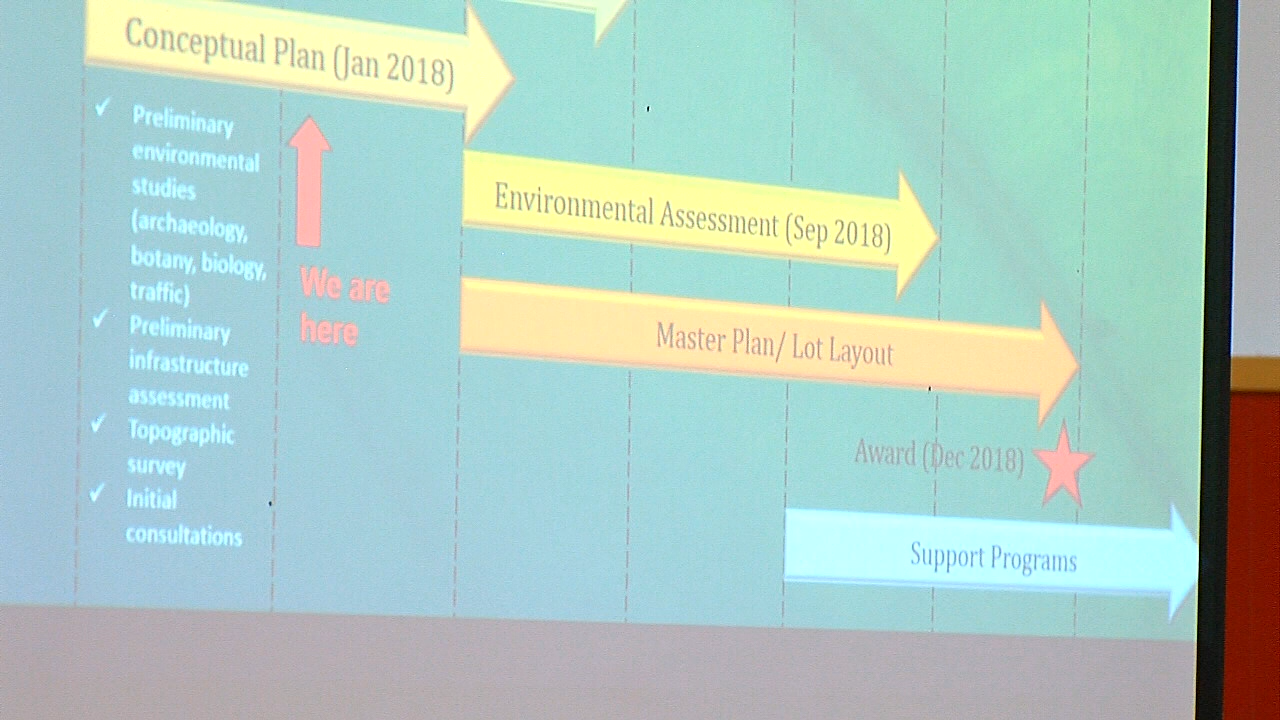 Conceptual Plan (Jan 2018)
✓ Preliminary
environmental
studies
(archaeology,
botany, biology,
traffic)
✓ Preliminary
infrastructure
assessment
✓ Topographic
survey
✓ Initial
consultations
We are
here
Environmental Assessment (Sep 2018)
Master Plan/ Lot Layout
Award (Dec 2018)
Support Programs